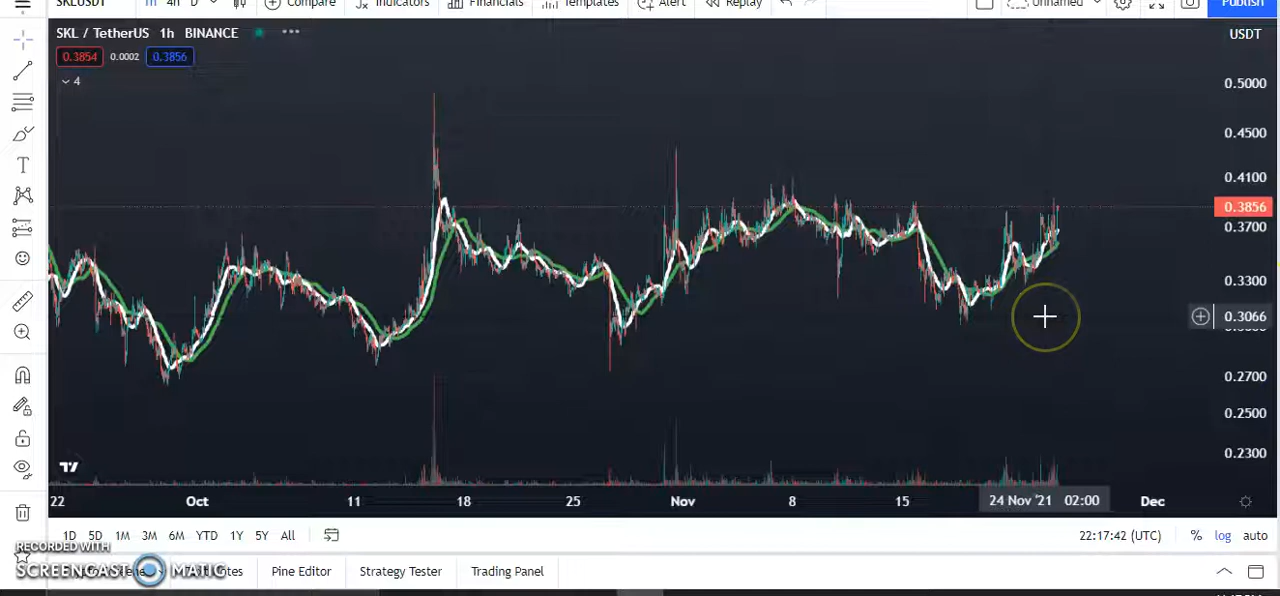 SKLUSDT 1h 4h D Compare Indicators Financials Templates Alert Replay Unnamed Publish
SKL / TetherUS 1h BINANCE
USDT
0.3854 0.0002 0.3856
4
0.5000
0.4500
0.4100
0.3856
0.3700
0.3300
0.3066
0.2700
0.2500
0.2300
22 Oct 11 18 25 Nov 8 15 24 Nov '21 02:00 Dec
1D 5D 1M 3M 6M YTD 1Y 5Y All 22:17:42 (UTC) % log auto
RECORDED WITH
SCREENCAST MATIC
Pine Editor Strategy Tester Trading Panel